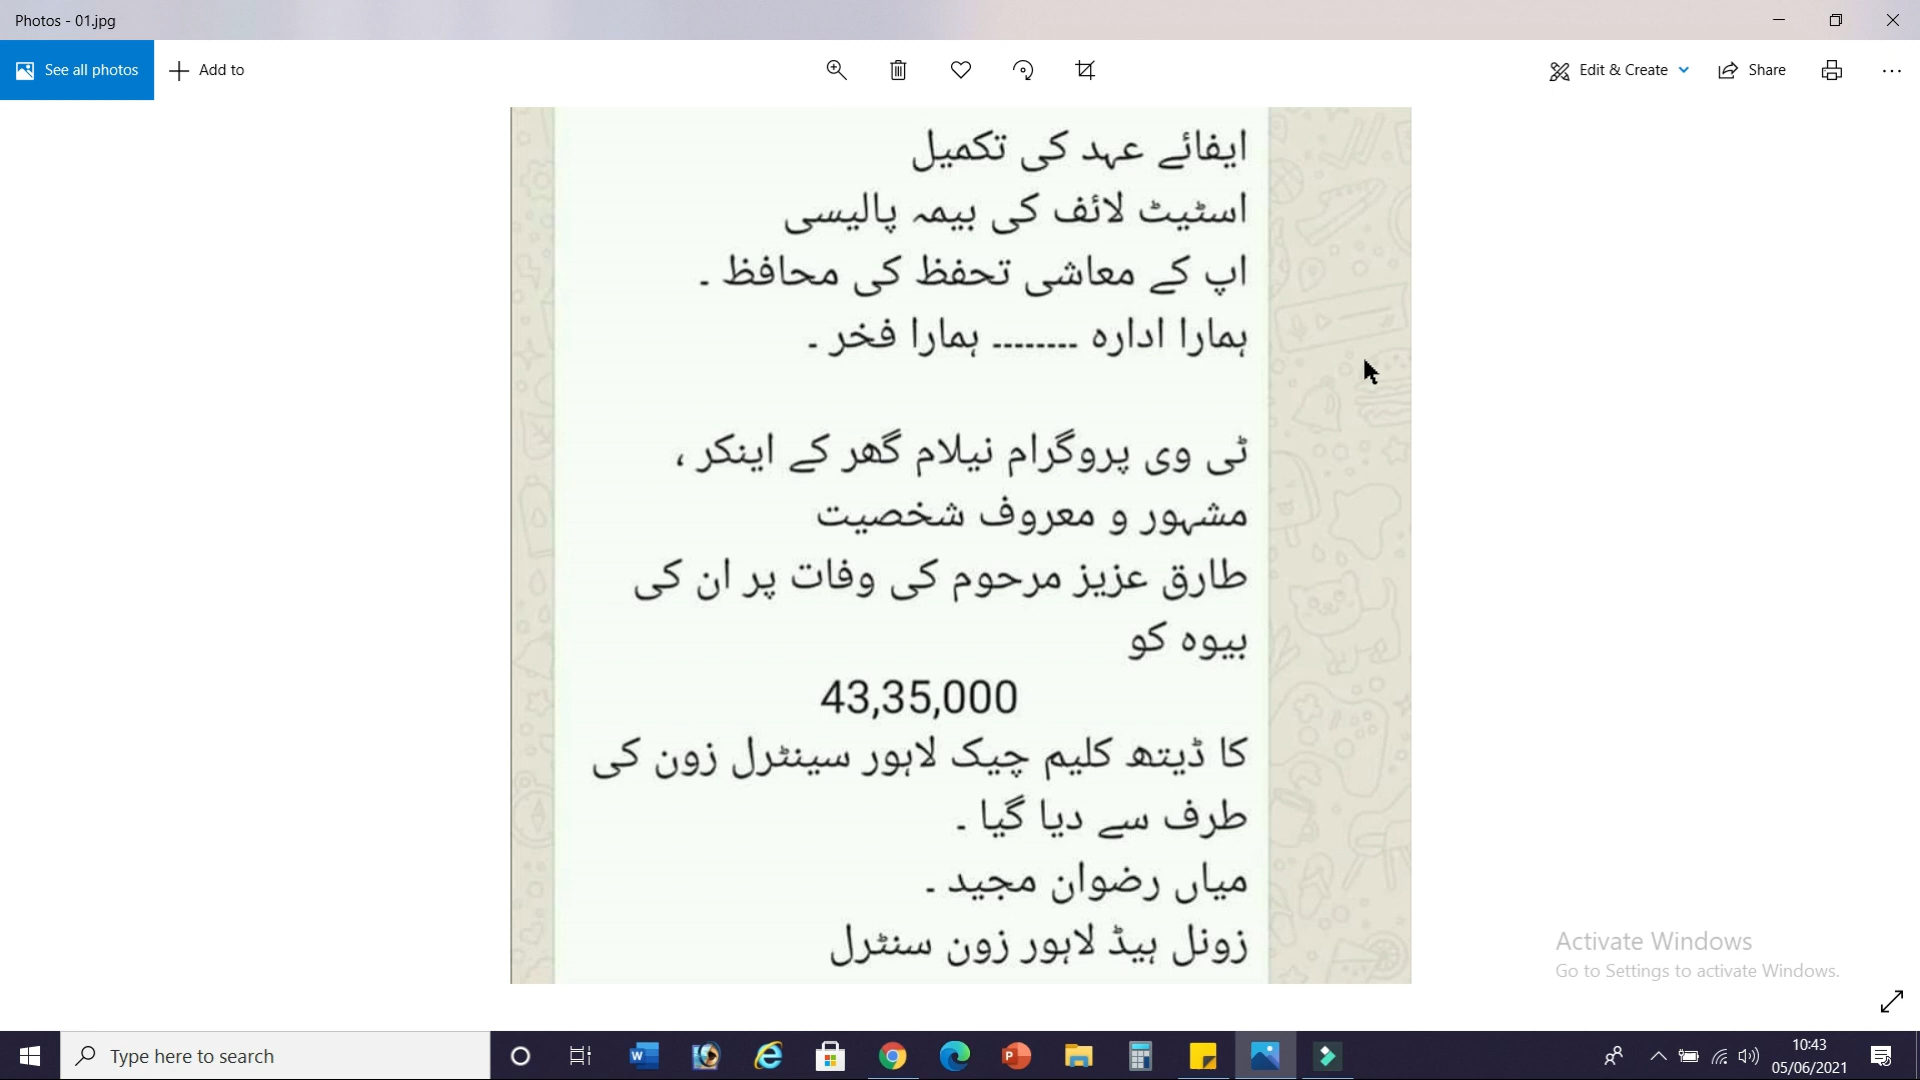 Photos - 01.jpg
See all photos
Add to
Edit & Create
Share
ایفائے عہد کی تکمیل
اسٹیٹ لائف کی بیمہ پالیسی
اپ کے معاشی تحفظ کی محافظ ۔
ہمارا ادارہ -------- ہمارا فخر ۔
ٹی وی پروگرام نیلام گھر کے اینکر ،
مشہور و معروف شخصیت
طارق عزیز مرحوم کی وفات پر ان کی
بیوہ کو
43,35,000
کا ڈیتھ کلیم چیک لاہور سینٹرل زون کی
طرف سے دیا گیا ۔
میاں رضوان مجید ۔
زونل ہیڈ لاہور زون سنٹرل
Activate Windows
Go to Settings to activate Windows.
Type here to search
10:43
05/06/2021